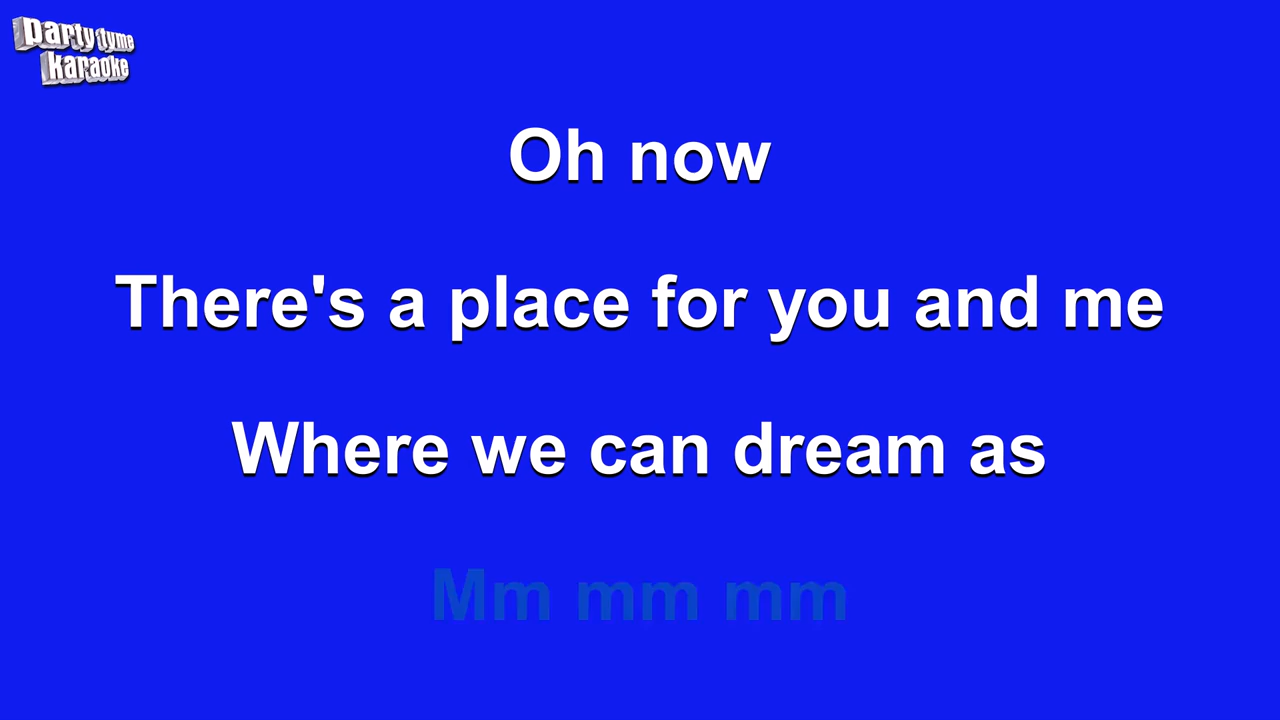 party tyme
karaoke
Oh now
There's a place for you and me
Where we can dream as
Mm mm mm